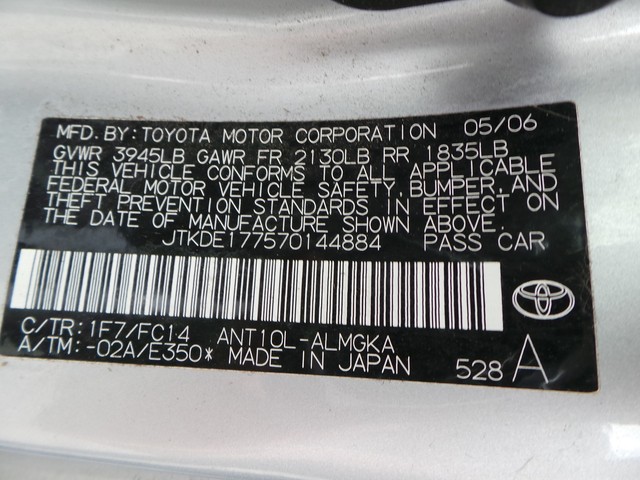 MFD. BY: TOYOTA MOTOR CORPORATION 05/06
GVWR 3945LB GAWR FR 2130LB RR 1835LB
THIS VEHICLE CONFORMS TO ALL APPLICABLE
FEDERAL MOTOR VEHICLE SAFETY, BUMPER, AND
THEFT PREVENTION STANDARDS IN EFFECT ON
THE DATE OF MANUFACTURE SHOWN ABOVE.
JTKDE177570144884 PASS CAR
C/TR: 1F7/FC14 ANT10L-ALMGKA
A/TM: -02A/E350* MADE IN JAPAN 528 A